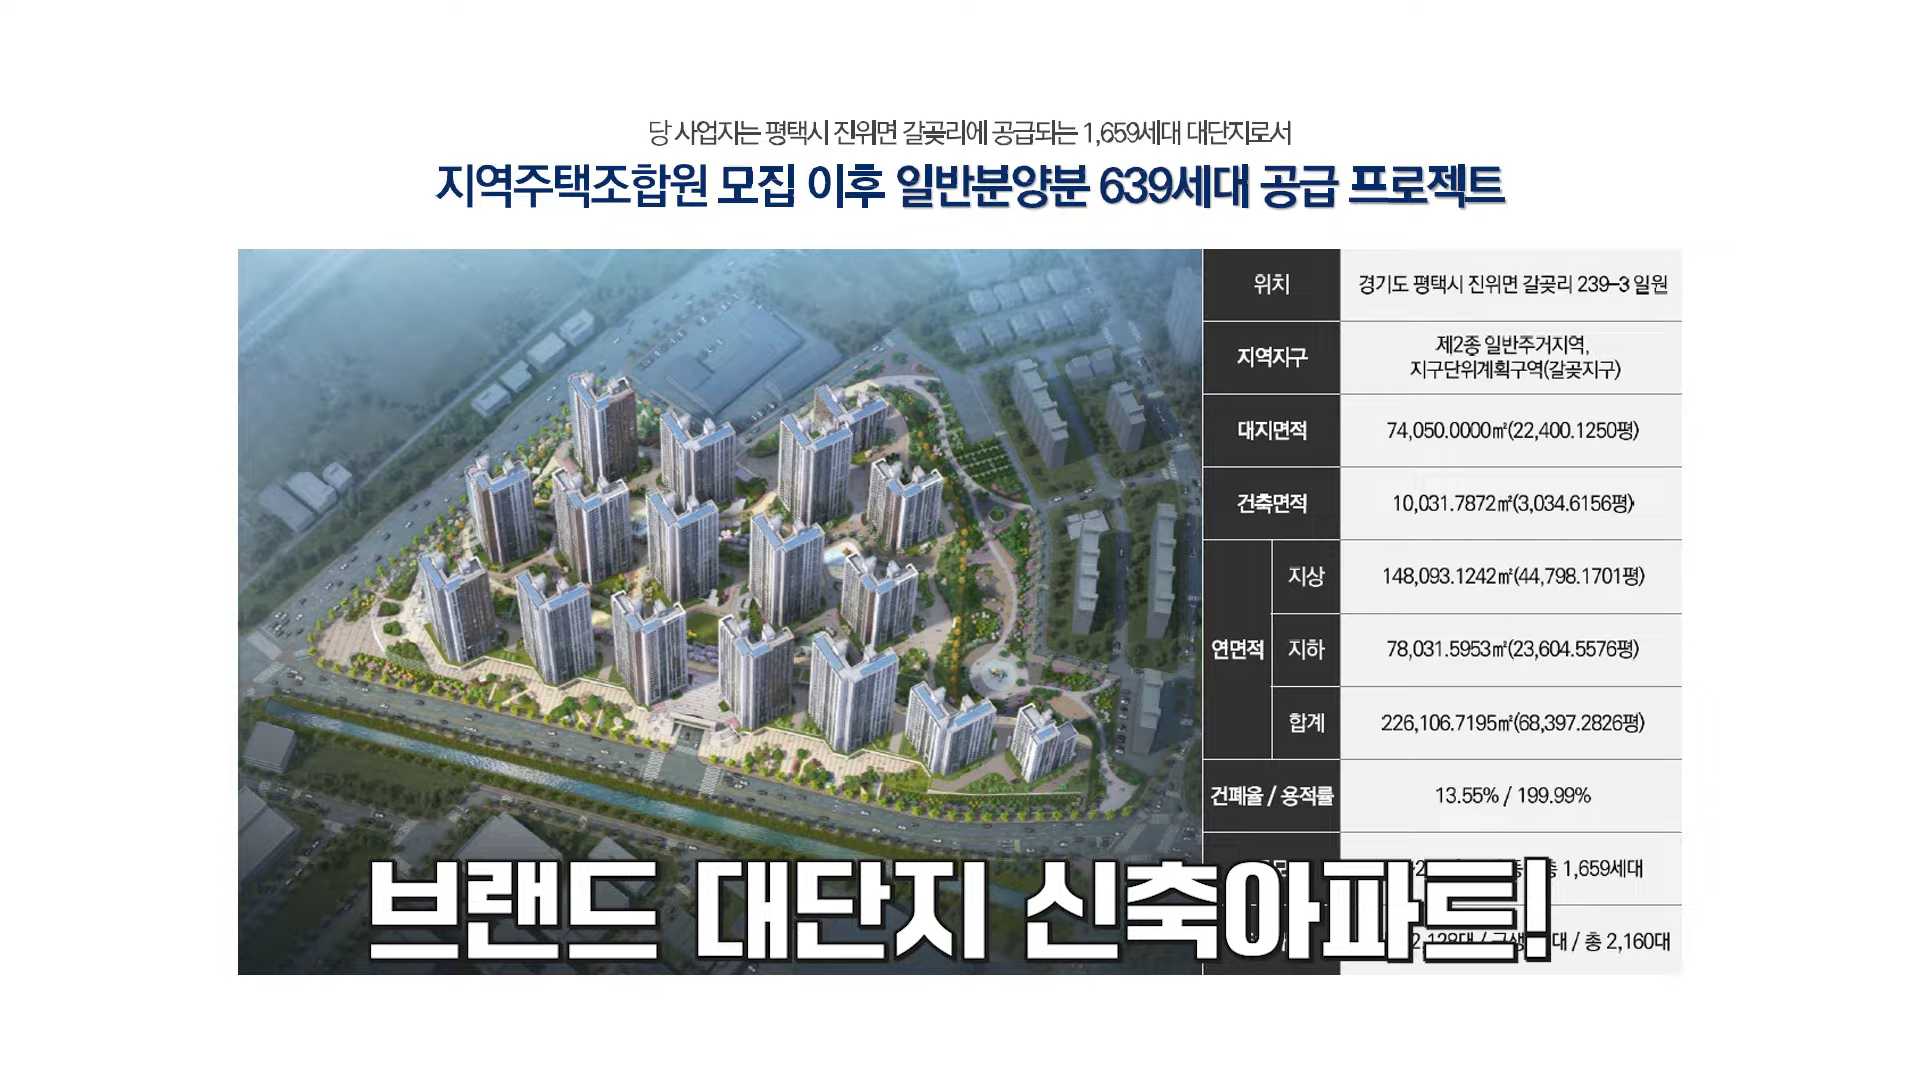 당 사업지는 평택시 진위면 갈곶리에 공급되는 1,659세대 대단지로서
지역주택조합원 모집 이후 일반분양분 639세대 공급 프로젝트
위치 경기도 평택시 진위면 갈곶리 239-3 일원
지역지구 제2종 일반주거지역,
지구단위계획구역(갈곶지구)
대지면적 74,050.0000㎡(22,400.1250평)
건축면적 10,031.7872㎡(3,034.6156평)
연면적 지상 148,093.1242㎡(44,798.1701평)
지하 78,031.5953㎡(23,604.5576평)
합계 226,106.7195㎡(68,397.2826평)
건폐율 / 용적률 13.55% / 199.99%
1,659세대
/ 총 2,160대
브랜드 대단지 신축아파트!